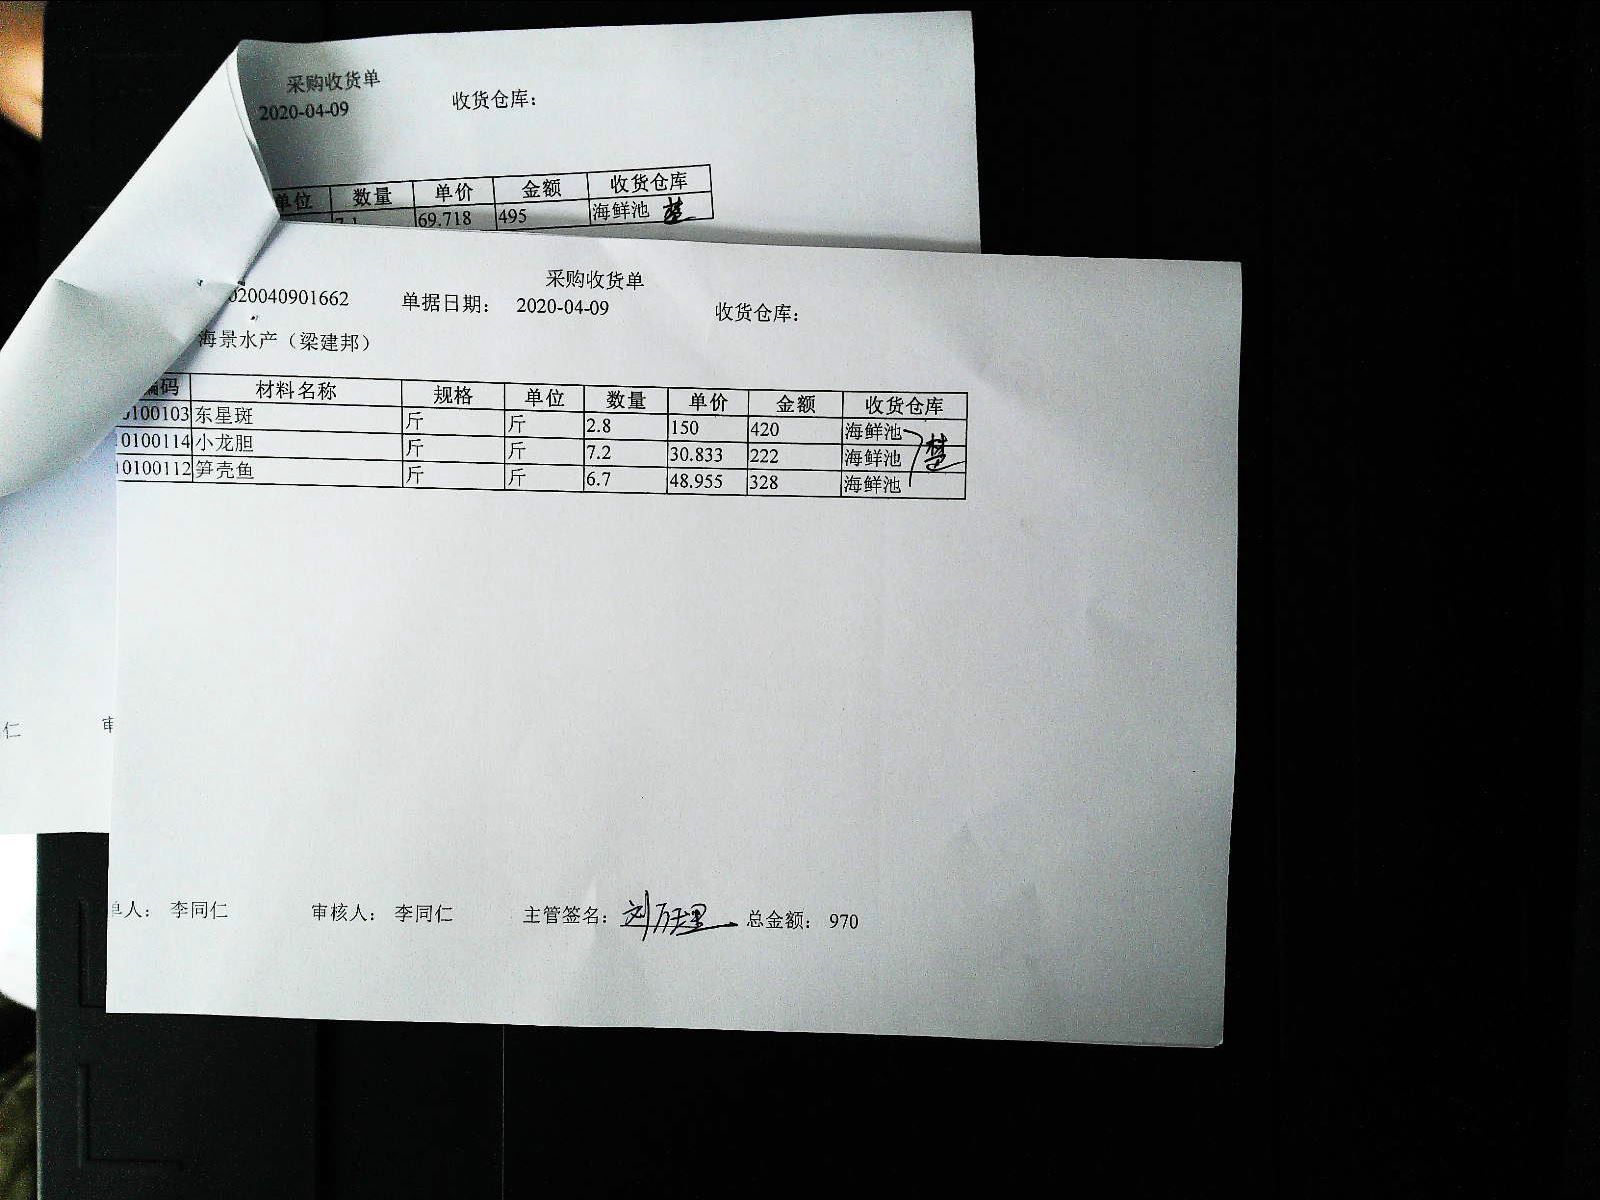 采购收货单
2020-04-09 收货仓库：
单位 数量 单价 金额 收货仓库
7.1 69.718 495 海鲜池 楚
采购收货单
020040901662 单据日期： 2020-04-09 收货仓库：
海景水产（梁建邦）
编码 材料名称 规格 单位 数量 单价 金额 收货仓库
0100103 东星斑 斤 斤 2.8 150 420 海鲜池
10100114 小龙胆 斤 斤 7.2 30.833 222 海鲜池 楚
10100112 笋壳鱼 斤 斤 6.7 48.955 328 海鲜池
仁 审
单人： 李同仁 审核人： 李同仁 主管签名： 总金额： 970